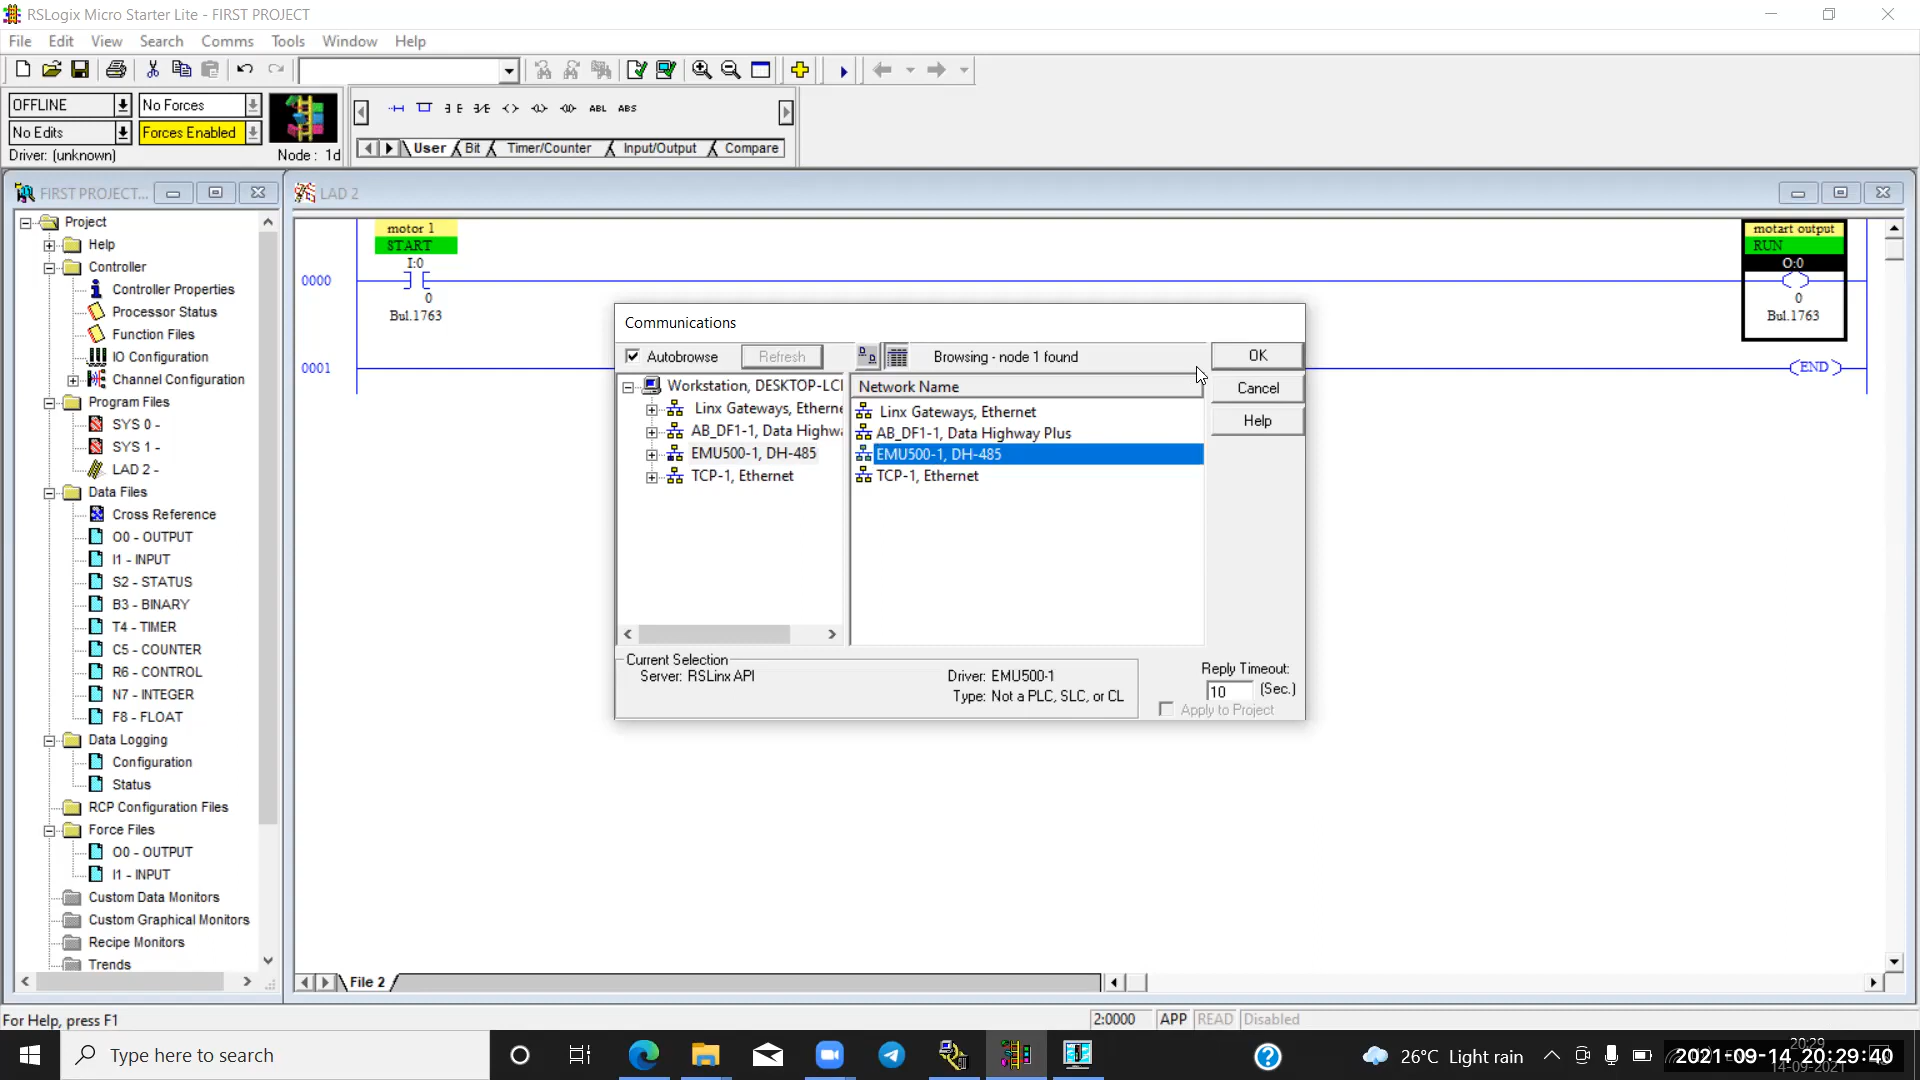 RSLogix Micro Starter Lite - FIRST PROJECT
File Edit View Search Comms Tools Window Help
OFFLINE No Forces
No Edits Forces Enabled
Driver: (unknown) Node : 1d
ABL ABS
User Bit Timer/Counter Input/Output Compare
FIRST PROJECT...
Project
Help
Controller
Controller Properties
Processor Status
Function Files
IO Configuration
Channel Configuration
Program Files
SYS 0 -
SYS 1 -
LAD 2 -
Data Files
Cross Reference
O0 - OUTPUT
I1 - INPUT
S2 - STATUS
B3 - BINARY
T4 - TIMER
C5 - COUNTER
R6 - CONTROL
N7 - INTEGER
F8 - FLOAT
Data Logging
Configuration
Status
RCP Configuration Files
Force Files
O0 - OUTPUT
I1 - INPUT
Custom Data Monitors
Custom Graphical Monitors
Recipe Monitors
Trends
LAD 2
motor 1
START
I:0
0000
0
Bul.1763
motart output
RUN
O:0
0
Bul.1763
0001
END
Communications
Autobrowse Refresh Browsing - node 1 found
OK
Cancel
Help
Workstation, DESKTOP-LCI
Linx Gateways, Etherne
AB_DF1-1, Data Highwa
EMU500-1, DH-485
TCP-1, Ethernet
Network Name
Linx Gateways, Ethernet
AB_DF1-1, Data Highway Plus
EMU500-1, DH-485
TCP-1, Ethernet
Current Selection
Server: RSLinx API
Driver: EMU500-1
Type: Not a PLC, SLC, or CL
Reply Timeout:
10 (Sec.)
Apply to Project
File 2
For Help, press F1
2:0000 APP READ Disabled
Type here to search
26°C Light rain
20:29
14-09-2021
2021-09-14 20:29:40